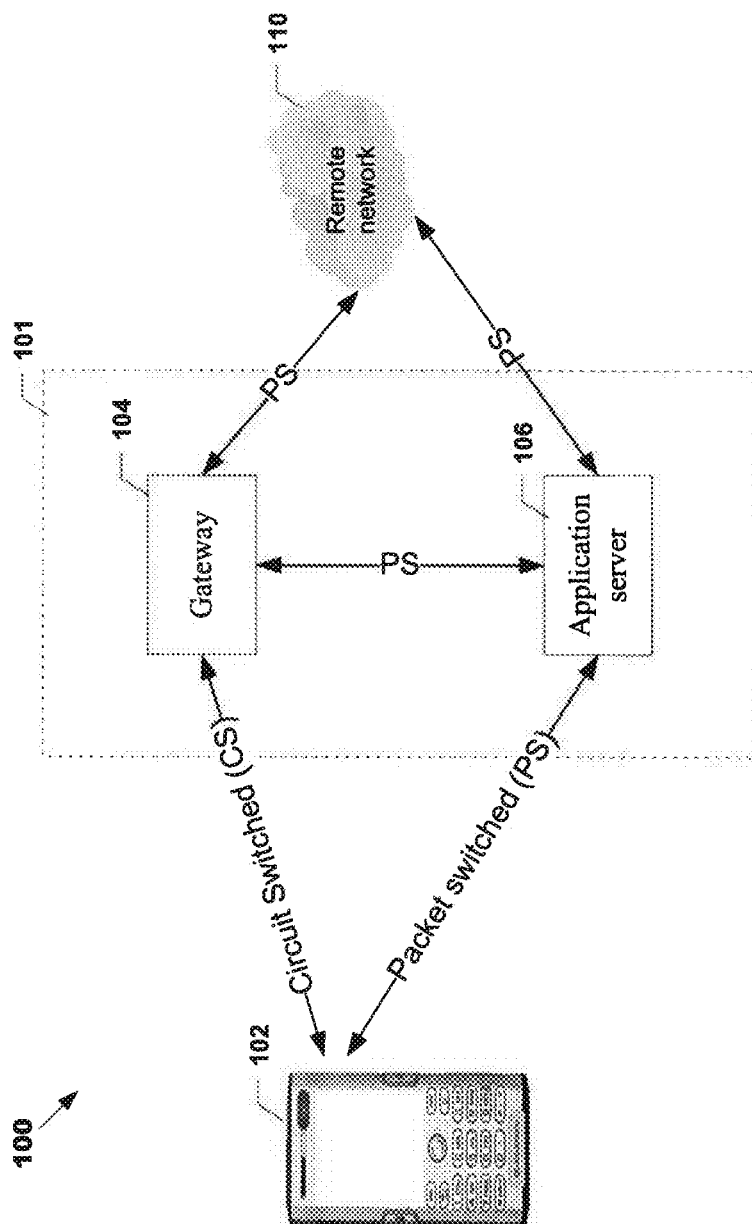 100
102
Circuit Switched (CS)
Packet switched (PS)
101
104
Gateway
PS
106
Application
server
PS
PS
110
Remote
network